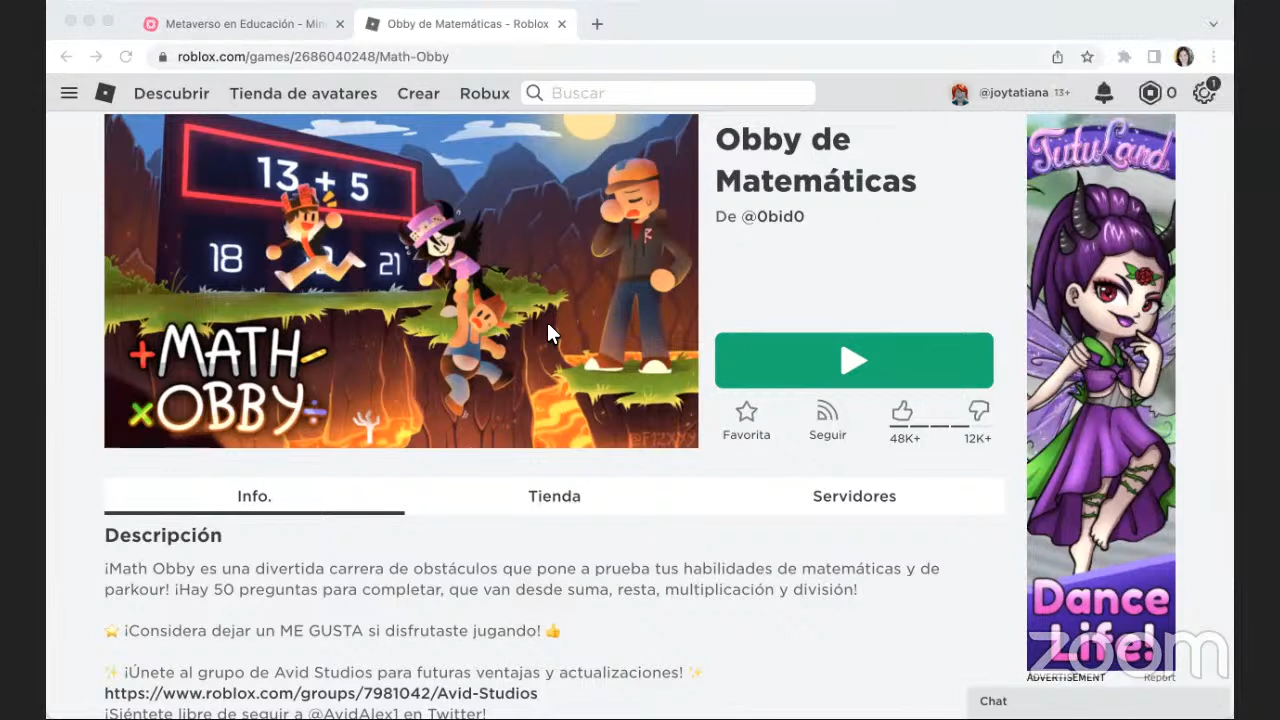 Metaverso en Educación - Min
Obby de Matemáticas - Roblox
roblox.com/games/2686040248/Math-Obby
Descubrir
Tienda de avatares
Crear
Robux
Buscar
@joytatiana 13+
0
1
13 + 5
18
21
MATH
OBBY
Obby de
Matemáticas
De @0bid0
Favorita
Seguir
48K+
12K+
TutuLand
Dance
Life!
ADVERTISEMENT
Report
Info.
Tienda
Servidores
Descripción
¡Math Obby es una divertida carrera de obstáculos que pone a prueba tus habilidades de matemáticas y de
parkour! ¡Hay 50 preguntas para completar, que van desde suma, resta, multiplicación y división!
¡Considera dejar un ME GUSTA si disfrutaste jugando!
¡Únete al grupo de Avid Studios para futuras ventajas y actualizaciones!
https://www.roblox.com/groups/7981042/Avid-Studios
¡Siéntete libre de seguir a @AvidAlex1 en Twitter!
zoom
Chat